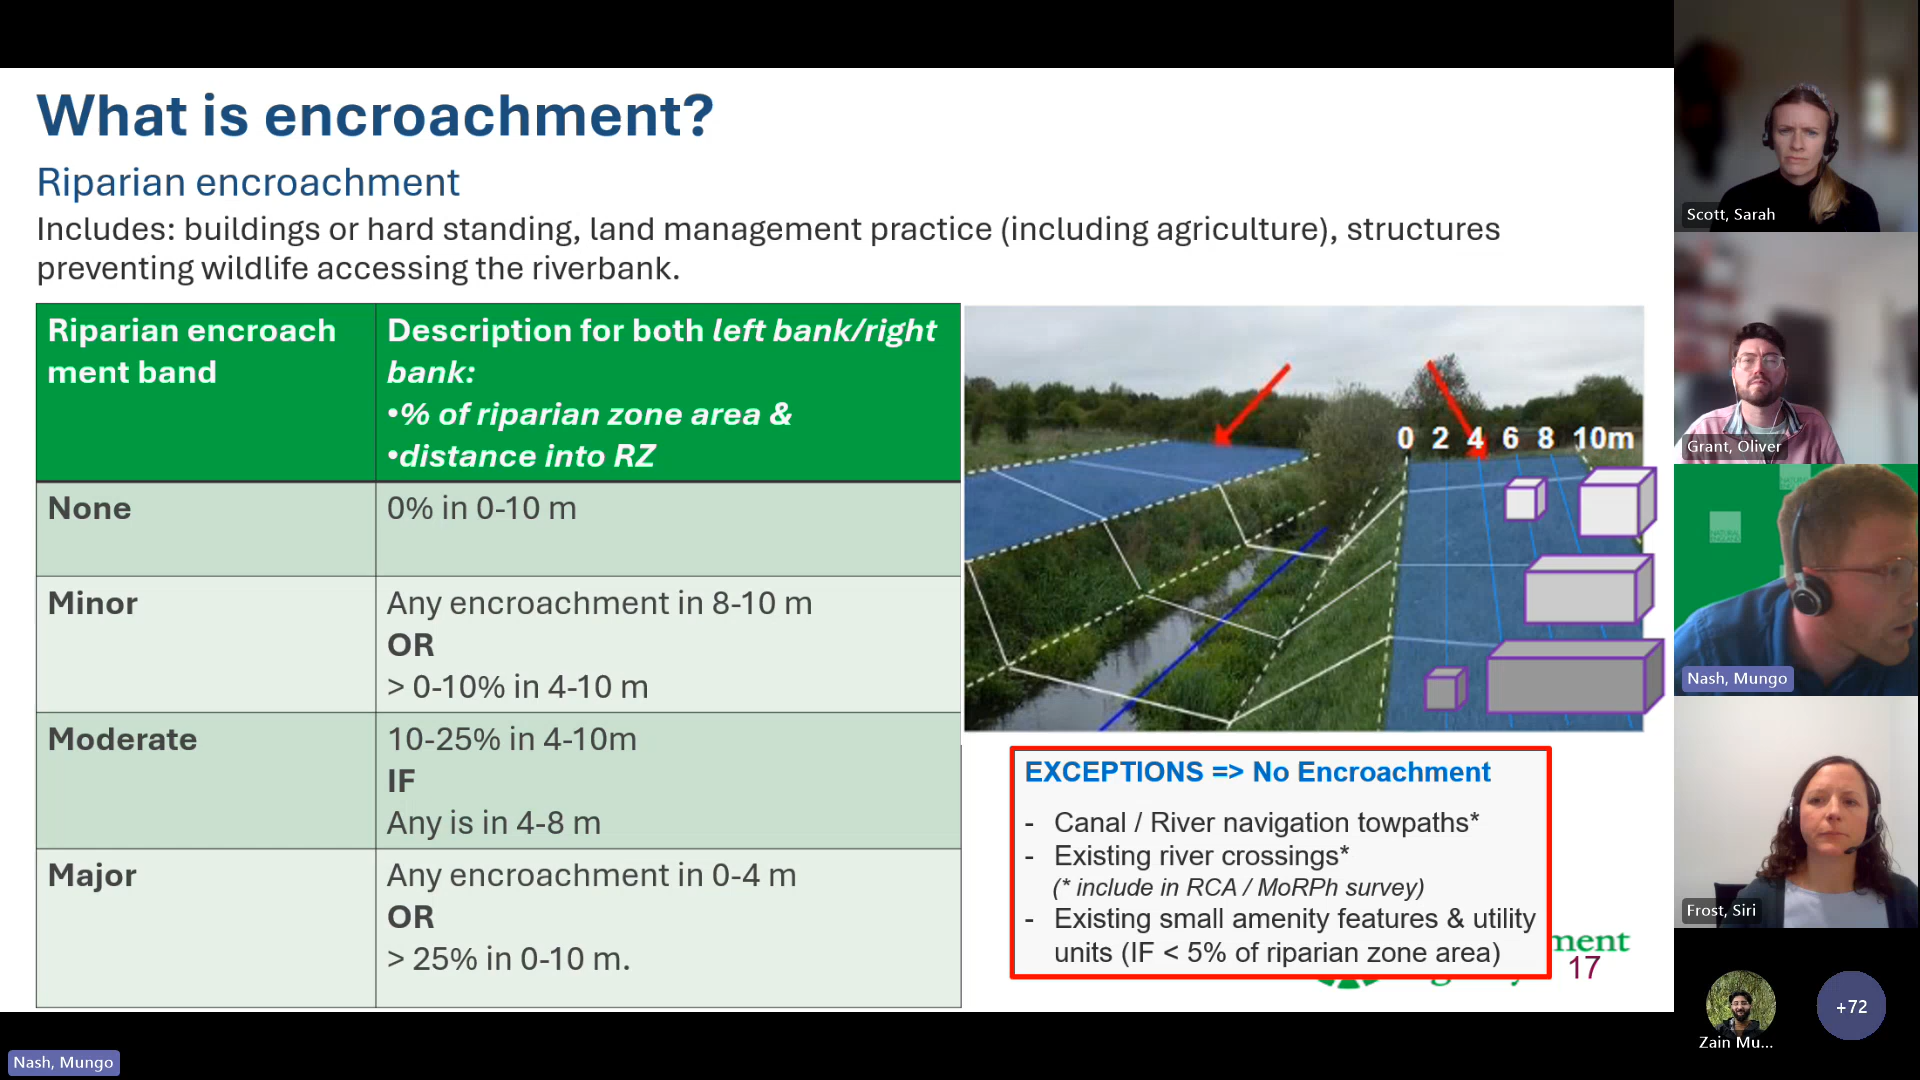 What is encroachment?
Riparian encroachment
Includes: buildings or hard standing, land management practice (including agriculture), structures
preventing wildlife accessing the riverbank.
Riparian encroach
ment band
Description for both left bank/right
bank:
•% of riparian zone area &
•distance into RZ
None
0% in 0-10 m
Minor
Any encroachment in 8-10 m
OR
> 0-10% in 4-10 m
Moderate
10-25% in 4-10m
IF
Any is in 4-8 m
Major
Any encroachment in 0-4 m
OR
> 25% in 0-10 m.
0 2 4 6 8 10m
EXCEPTIONS => No Encroachment
- Canal / River navigation towpaths*
- Existing river crossings*
(* include in RCA / MoRPh survey)
- Existing small amenity features & utility
units (IF < 5% of riparian zone area)
ment
17
Scott, Sarah
Grant, Oliver
Nash, Mungo
Frost, Siri
Zain Mu...
+72
Nash, Mungo